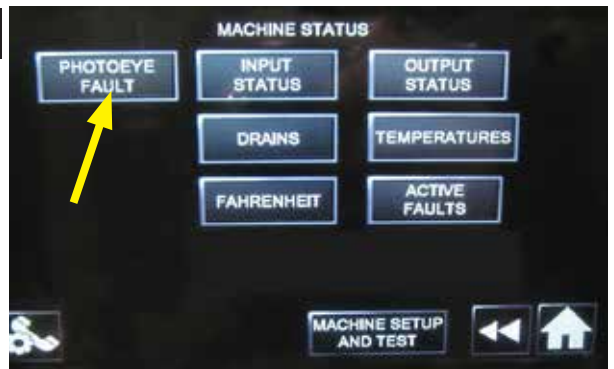 MACHINE STATUS
PHOTOEYE
FAULT
INPUT
STATUS
OUTPUT
STATUS
DRAINS
TEMPERATURES
FAHRENHEIT
ACTIVE
FAULTS
MACHINE SETUP
AND TEST